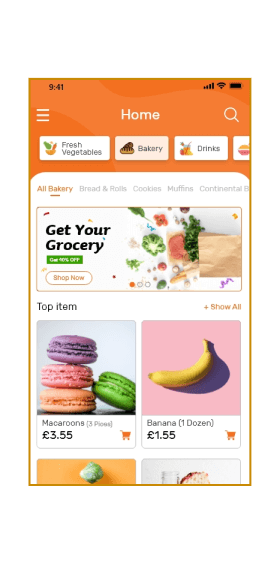 9:41
Home
Fresh
Vegetables
Bakery
Drinks
All Bakery Bread & Rolls Cookies Muffins Continental B
Get Your
Grocery
Get 40% OFF
Shop Now
Top item
+ Show All
Macaroons (3 Pices)
£3.55
Banana (1 Dozen)
£1.55